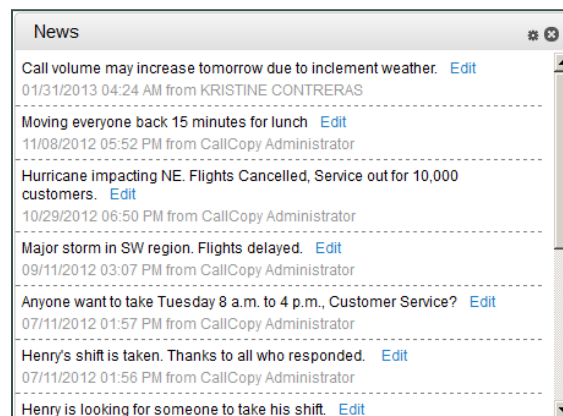 News
Call volume may increase tomorrow due to inclement weather. Edit
01/31/2013 04:24 AM from KRISTINE CONTRERAS
Moving everyone back 15 minutes for lunch Edit
11/08/2012 05:52 PM from CallCopy Administrator
Hurricane impacting NE. Flights Cancelled, Service out for 10,000
customers. Edit
10/29/2012 06:50 PM from CallCopy Administrator
Major storm in SW region. Flights delayed. Edit
09/11/2012 03:07 PM from CallCopy Administrator
Anyone want to take Tuesday 8 a.m. to 4 p.m., Customer Service? Edit
07/11/2012 01:57 PM from CallCopy Administrator
Henry's shift is taken. Thanks to all who responded. Edit
07/11/2012 01:56 PM from CallCopy Administrator
Henry is looking for someone to take his shift. Edit